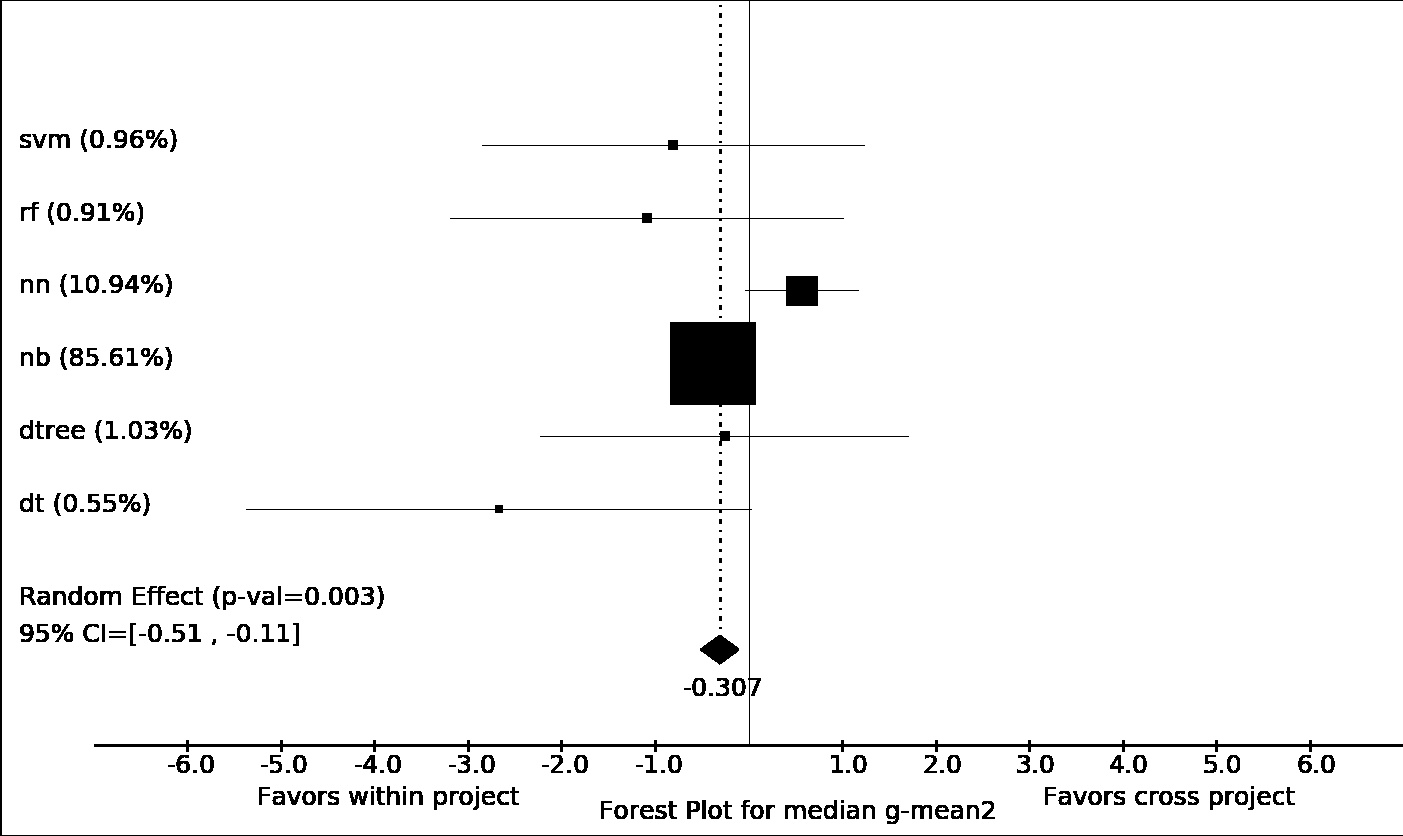 svm (0.96%)
rf (0.91%)
nn (10.94%)
nb (85.61%)
dtree (1.03%)
dt (0.55%)
Random Effect (p-val=0.003)
95% CI=[-0.51 , -0.11]
-0.307
-6.0 -5.0 -4.0 -3.0 -2.0 -1.0 1.0 2.0 3.0 4.0 5.0 6.0
Favors within project Favors cross project
Forest Plot for median g-mean2